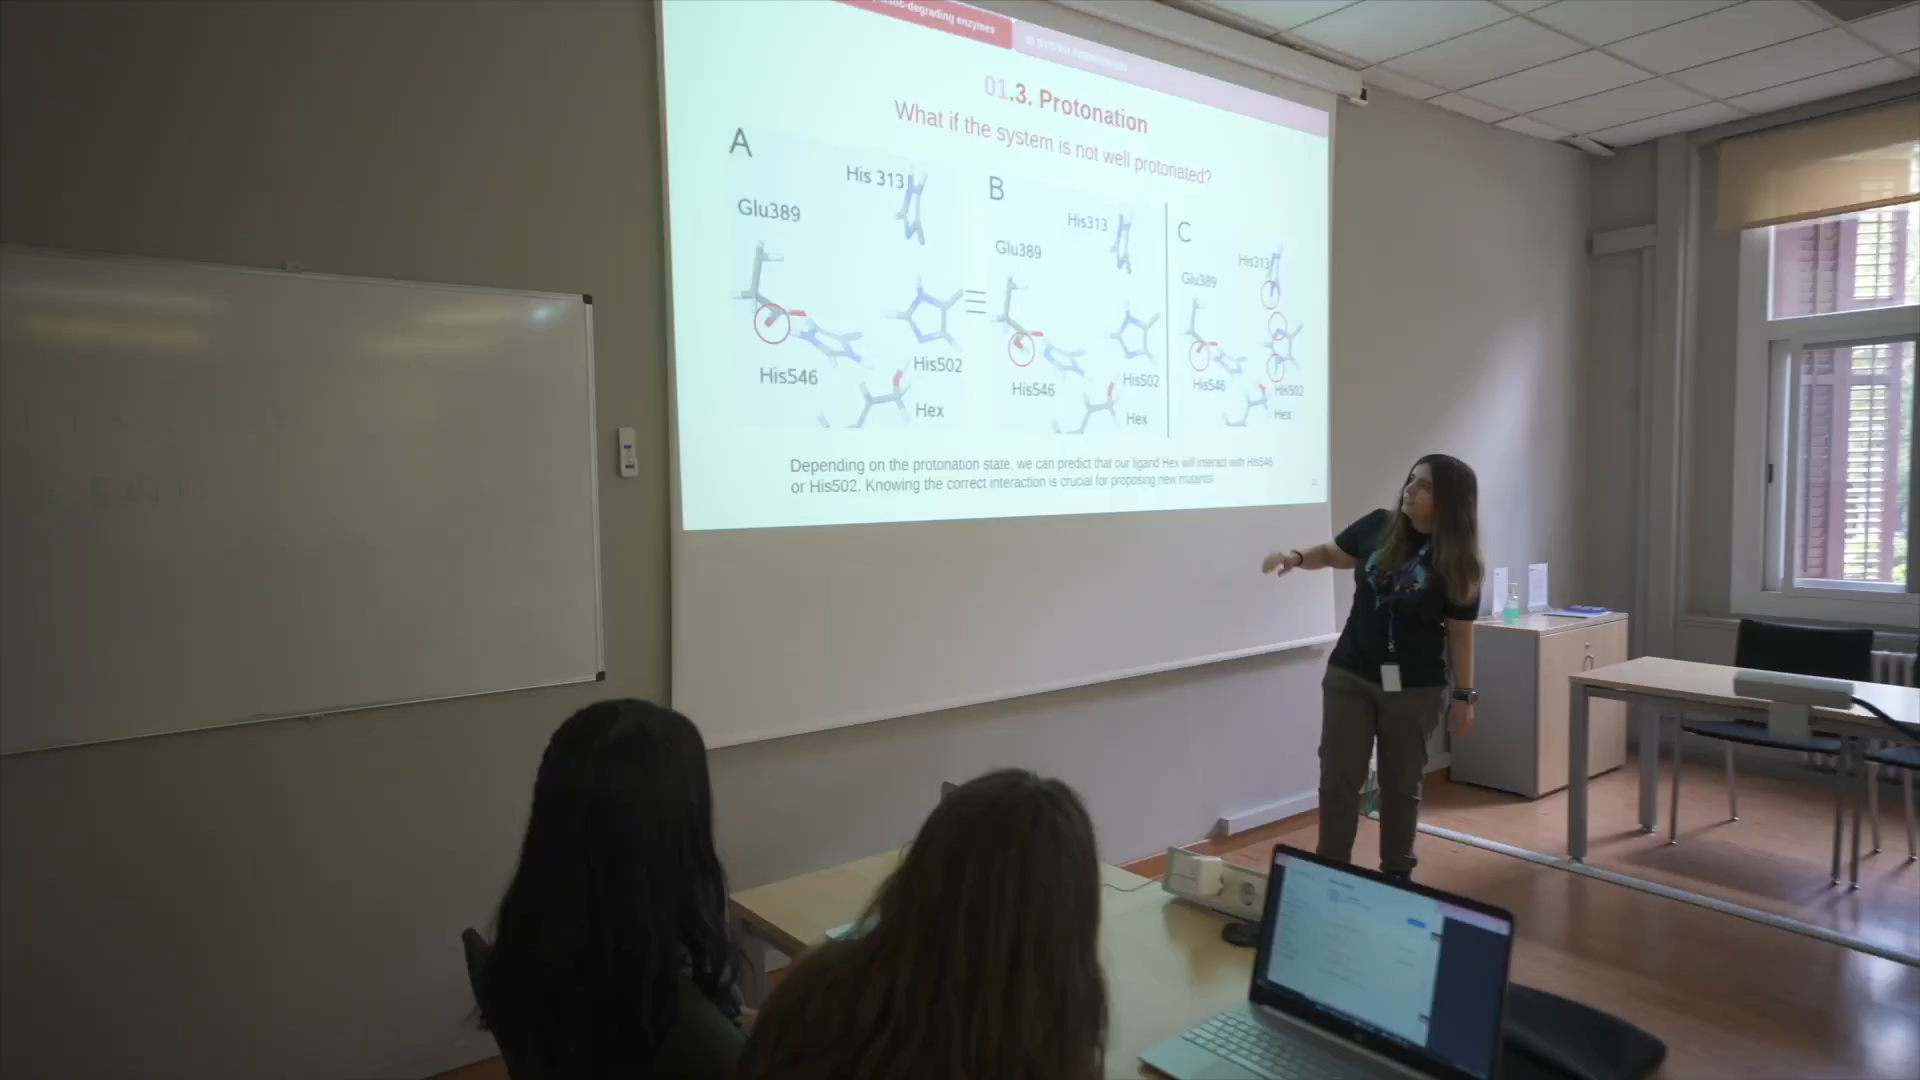 -degrading enzymes
01.3. Protonation
What if the system is not well protonated?
A
His 313
Glu389
His546
His502
Hex
B
His313
Glu389
His546
His502
Hex
C
His313
Glu389
His546
His502
Hex
Depending on the protonation state, we can predict that our ligand Hex will interact with His546
or His502. Knowing the correct interaction is crucial for proposing new mutants!